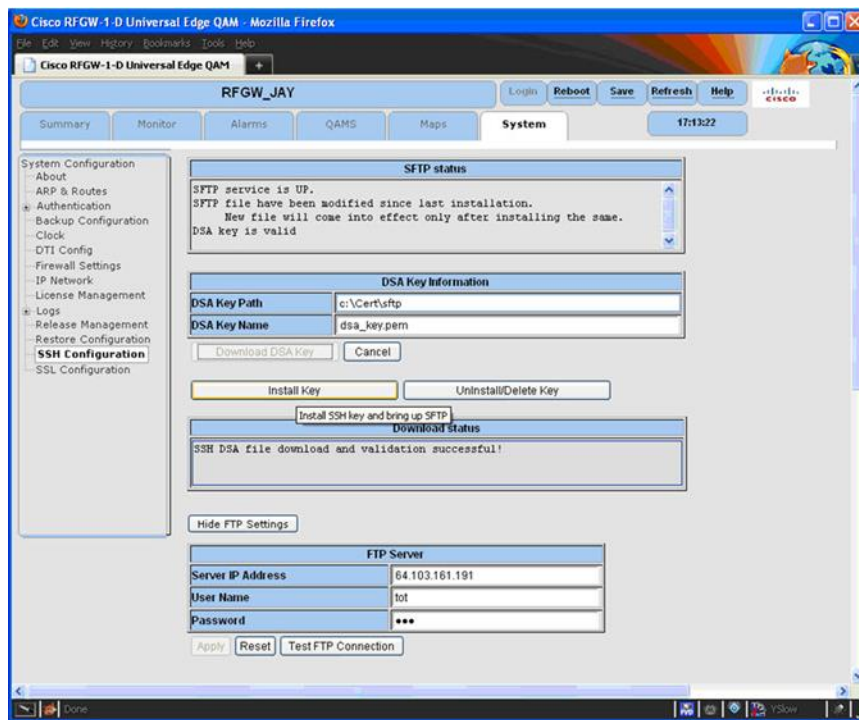 Cisco RFGW-1-D Universal Edge QAM - Mozilla Firefox
File Edit View History Bookmarks Tools Help
Cisco RFGW-1-D Universal Edge QAM +
RFGW_JAY
Login Reboot Save Refresh Help
CISCO
Summary Monitor Alarms QAMS Maps System
17:13:22
System Configuration
About
ARP & Routes
Authentication
Backup Configuration
Clock
DTI Config
Firewall Settings
IP Network
License Management
Logs
Release Management
Restore Configuration
SSH Configuration
SSL Configuration
SFTP status
SFTP service is UP.
SFTP file have been modified since last installation.
New file will come into effect only after installing the same.
DSA key is valid
DSA Key Information
DSA Key Path c:\Cert\sftp
DSA Key Name dsa_key.pem
Download DSA Key Cancel
Install Key Uninstall/Delete Key
Install SSH key and bring up SFTP
Download status
SSH DSA file download and validation successful!
Hide FTP Settings
FTP Server
Server IP Address 64.103.161.191
User Name tot
Password •••
Apply Reset Test FTP Connection
Done YSlow